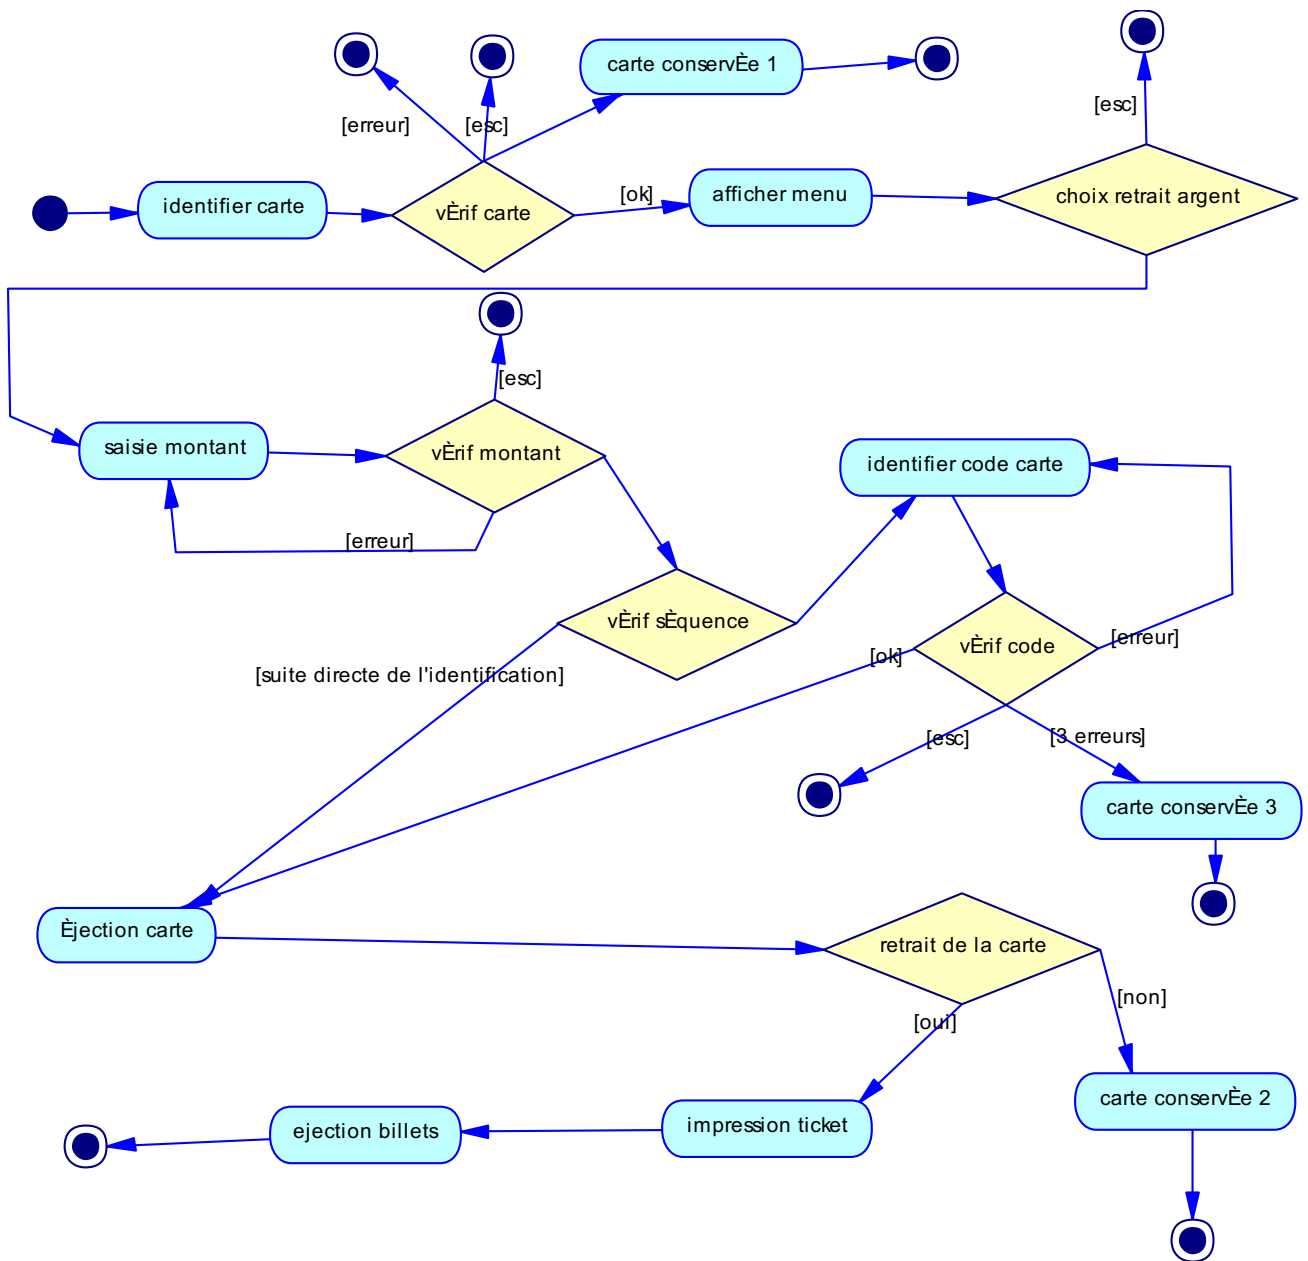 carte conservÈe 1
[esc]
[erreur]
[esc]
identifier carte
vÈrif carte
[ok]
afficher menu
choix retrait argent
[esc]
saisie montant
vÈrif montant
identifier code carte
[erreur]
vÈrif sÈquence
vÈrif code
[erreur]
[ok]
[suite directe de l'identification]
[esc]
[3 erreurs]
carte conservÈe 3
Èjection carte
retrait de la carte
[non]
[oui]
carte conservÈe 2
impression ticket
ejection billets